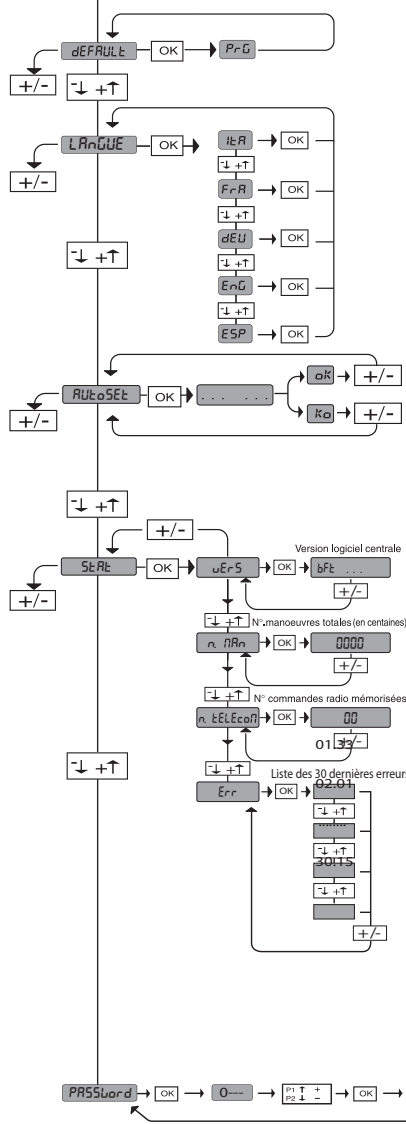 dEFAULt OK PrG
+/- -↓ +↑
LAnGUE OK ItA OK
+/- -↓ +↑
FrA OK
-↓ +↑
dEU OK
-↓ +↑ -↓ +↑
EnG OK
-↓ +↑
ESP OK
AUtoSEt OK ... ... ok +/-
+/- Ko +/-
-↓ +↑
+/-
Version logiciel centrale
StAt OK vErS OK bFt ...
+/- +/-
-↓ +↑ N°.manoeuvres totales (en centaines)
n. MAn OK 0000
+/-
-↓ +↑ N° commandes radio mémorisées
n. tELEcoM OK 00
01.33 +/-
-↓ +↑ -↓ +↑
Liste des 30 dernières erreurs
02.01
Err OK
-↓ +↑
........
-↓ +↑
30.15
-↓ +↑
+/-
PASSword OK 0--- P1 ↑ + OK
P2 ↓ -